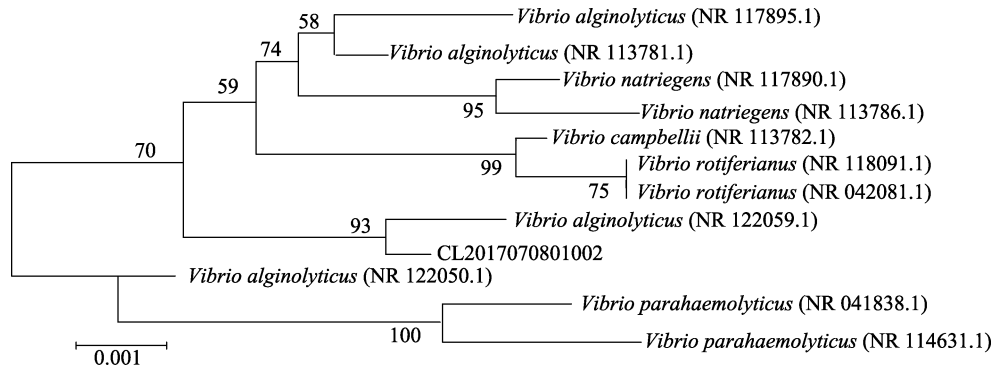 58
Vibrio alginolyticus (NR 117895.1)
74
Vibrio alginolyticus (NR 113781.1)
59
Vibrio natriegens (NR 117890.1)
95
Vibrio natriegens (NR 113786.1)
Vibrio campbellii (NR 113782.1)
70
99
Vibrio rotiferianus (NR 118091.1)
75
Vibrio rotiferianus (NR 042081.1)
93
Vibrio alginolyticus (NR 122059.1)
CL2017070801002
Vibrio alginolyticus (NR 122050.1)
Vibrio parahaemolyticus (NR 041838.1)
100
Vibrio parahaemolyticus (NR 114631.1)
0.001